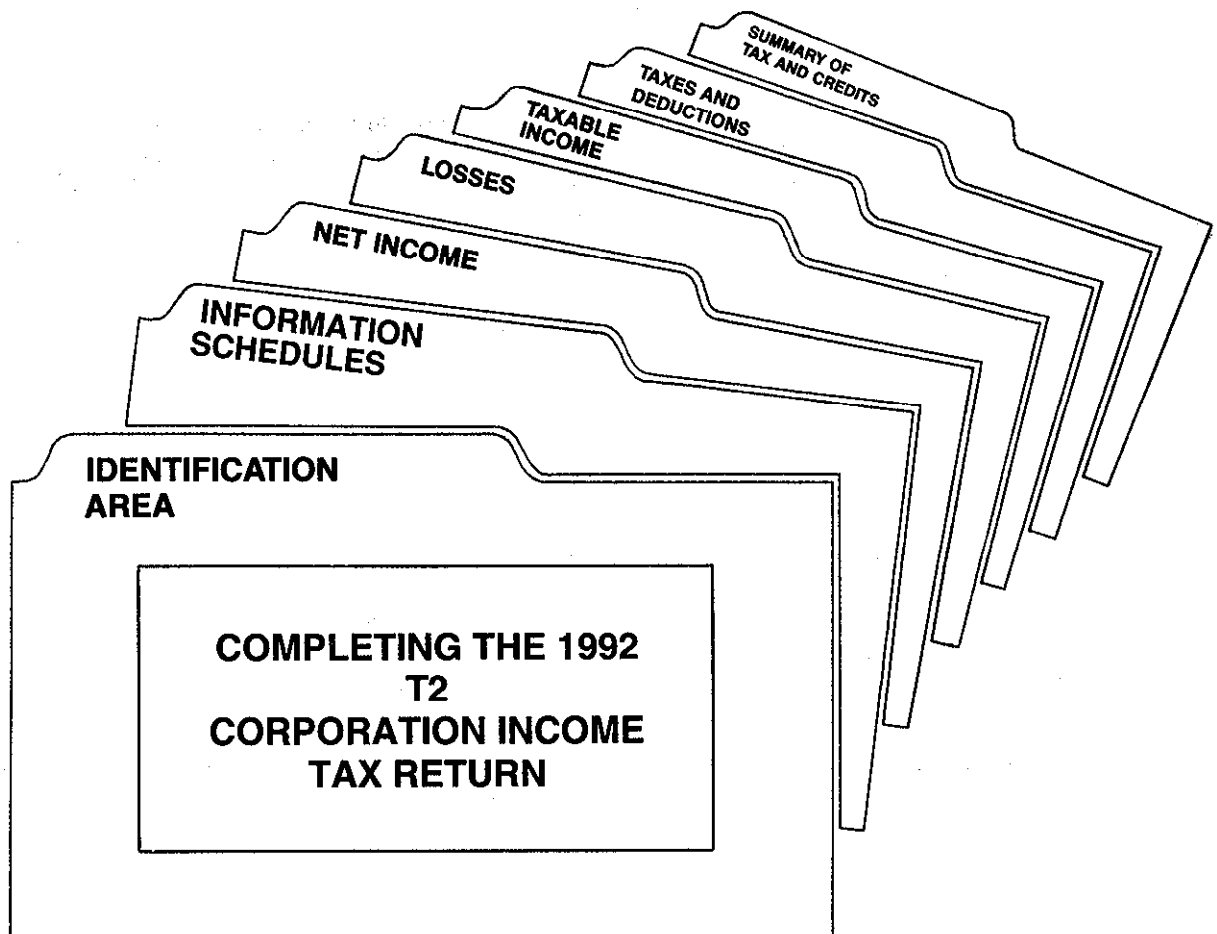 SUMMARY OF
TAX AND CREDITS
TAXES AND
DEDUCTIONS
TAXABLE
INCOME
LOSSES
NET INCOME
INFORMATION
SCHEDULES
IDENTIFICATION
AREA
COMPLETING THE 1992
T2
CORPORATION INCOME
TAX RETURN